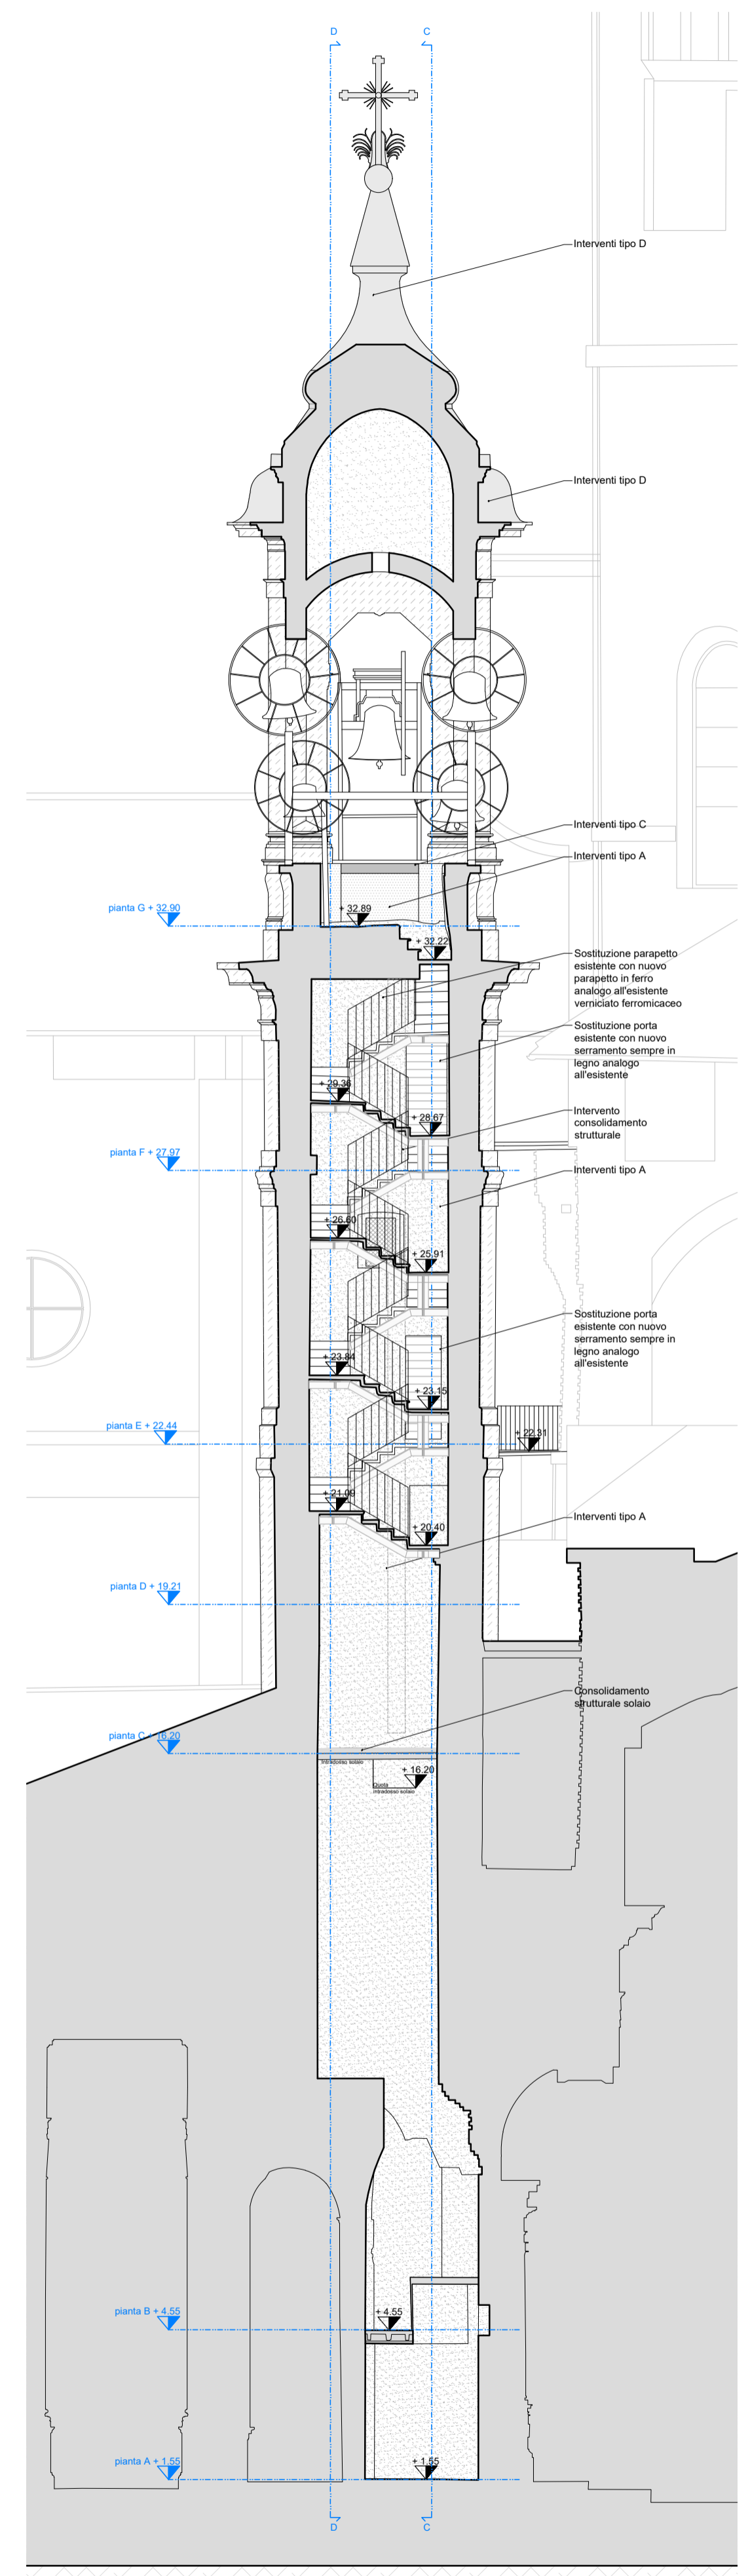 D
C
Interventi tipo D
Interventi tipo D
Interventi tipo C
Interventi tipo A
pianta G + 32.90
+ 32.89
+ 32.22
Sostituzione parapetto
esistente con nuovo
parapetto in ferro
analogo all'esistente
verniciato ferromicaceo
Sostituzione porta
esistente con nuovo
serramento sempre in
legno analogo
all'esistente
+ 29.36
+ 28.67
Intervento
consolidamento
strutturale
pianta F + 27.97
Interventi tipo A
+ 26.60
+ 25.91
Sostituzione porta
esistente con nuovo
serramento sempre in
legno analogo
all'esistente
+ 23.84
+ 23.15
pianta E + 22.44
+ 22.31
+ 21.09
+ 20.40
Interventi tipo A
pianta D + 19.21
Consolidamento
strutturale solaio
pianta C + 16.20
Intradosso solaio
+ 16.20
Quota
intradosso solaio
pianta B + 4.55
+ 4.55
pianta A + 1.55
+ 1.55
D
C